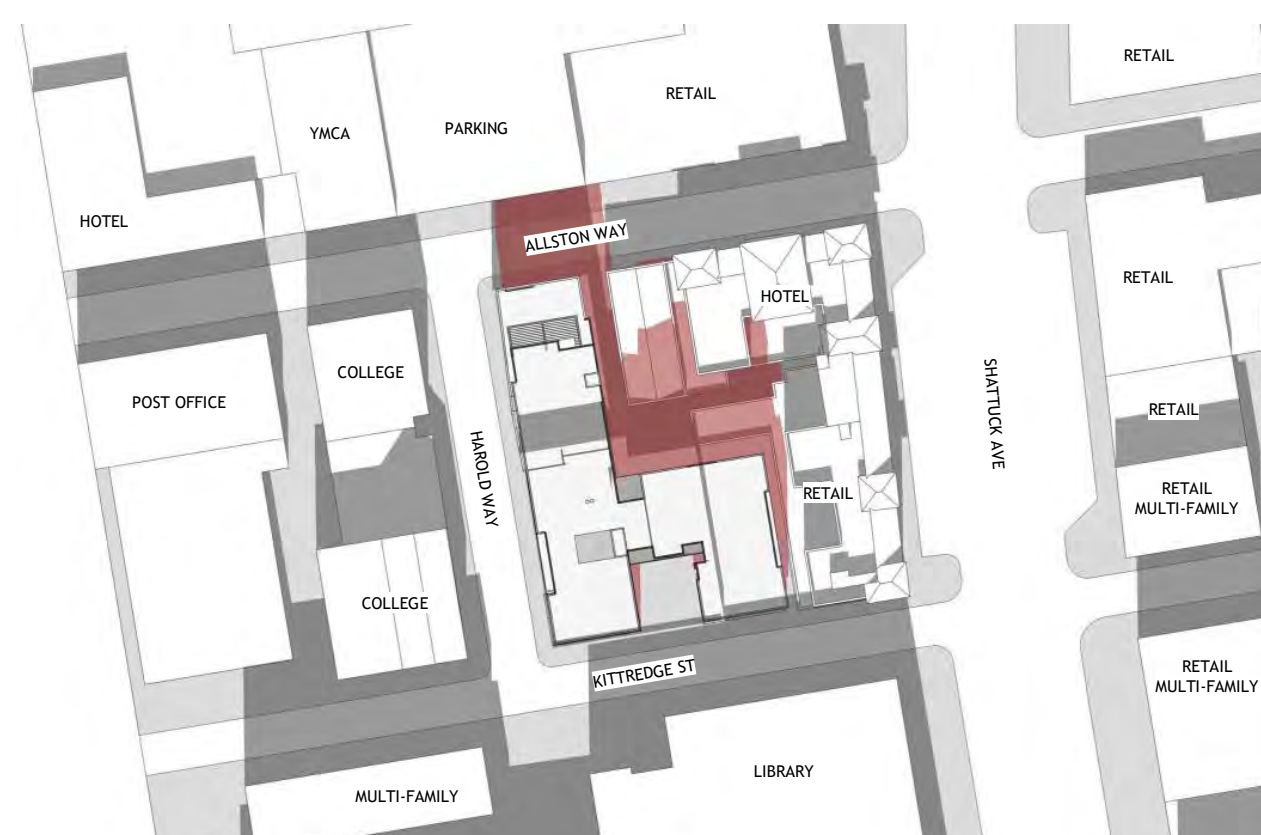 RETAIL
RETAIL
YMCA
PARKING
HOTEL
ALLSTON WAY
HOTEL
RETAIL
COLLEGE
POST OFFICE
SHATTUCK AVE
RETAIL
HAROLD WAY
RETAIL
RETAIL
MULTI-FAMILY
COLLEGE
KITTREDGE ST
RETAIL
MULTI-FAMILY
LIBRARY
MULTI-FAMILY